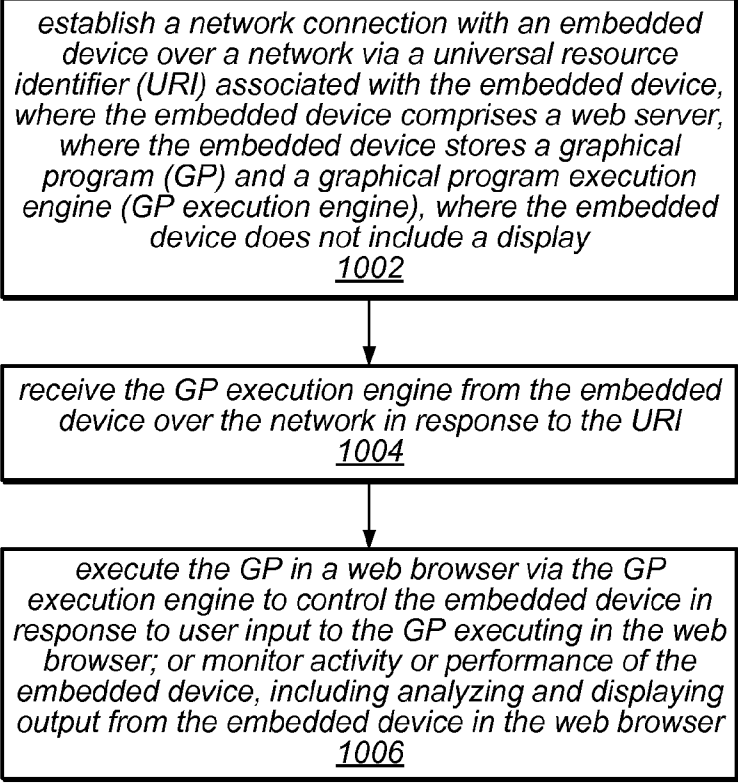 establish a network connection with an embedded
device over a network via a universal resource
identifier (URI) associated with the embedded device,
where the embedded device comprises a web server,
where the embedded device stores a graphical
program (GP) and a graphical program execution
engine (GP execution engine), where the embedded
device does not include a display
1002
receive the GP execution engine from the embedded
device over the network in response to the URI
1004
execute the GP in a web browser via the GP
execution engine to control the embedded device in
response to user input to the GP executing in the web
browser; or monitor activity or performance of the
embedded device, including analyzing and displaying
output from the embedded device in the web browser
1006